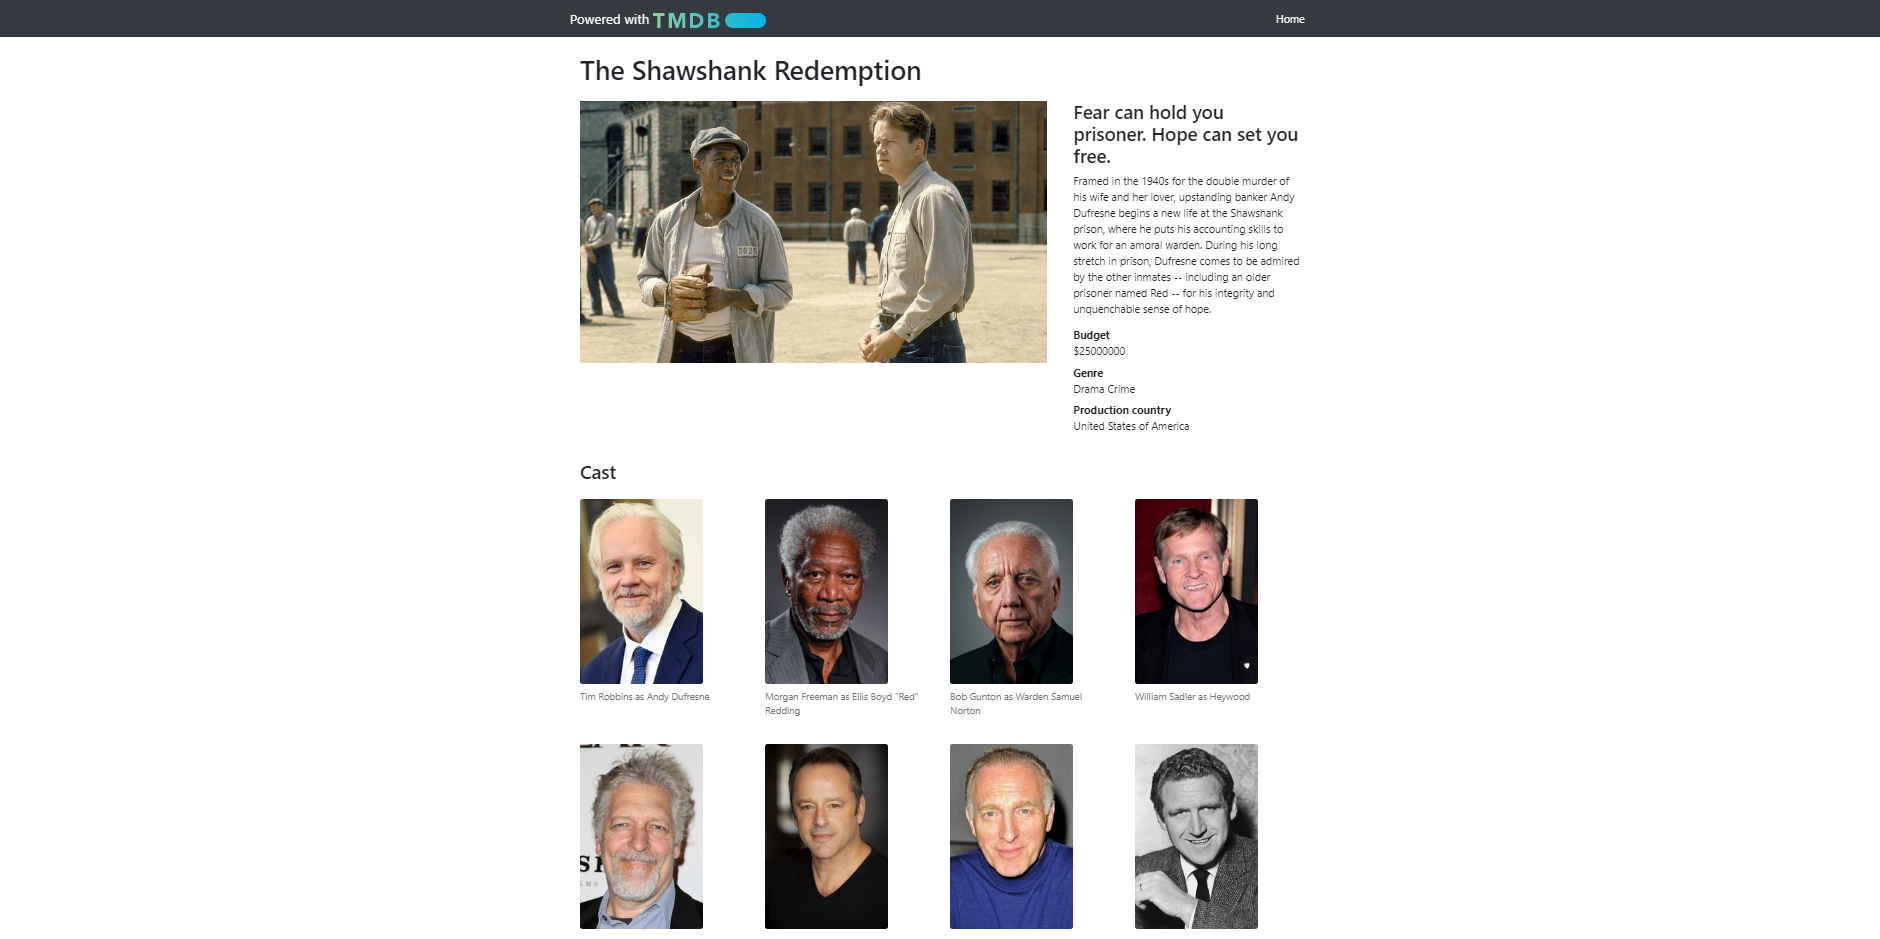 Powered with TMDB
Home
The Shawshank Redemption
Fear can hold you
prisoner. Hope can set you
free.
Framed in the 1940s for the double murder of
his wife and her lover, upstanding banker Andy
Dufresne begins a new life at the Shawshank
prison, where he puts his accounting skills to
work for an amoral warden. During his long
stretch in prison, Dufresne comes to be admired
by the other inmates -- including an older
prisoner named Red -- for his integrity and
unquenchable sense of hope.
Budget
$25000000
Genre
Drama Crime
Production country
United States of America
Cast
Tim Robbins as Andy Dufresne
Morgan Freeman as Ellis Boyd "Red"
Redding
Bob Gunton as Warden Samuel
Norton
William Sadler as Heywood